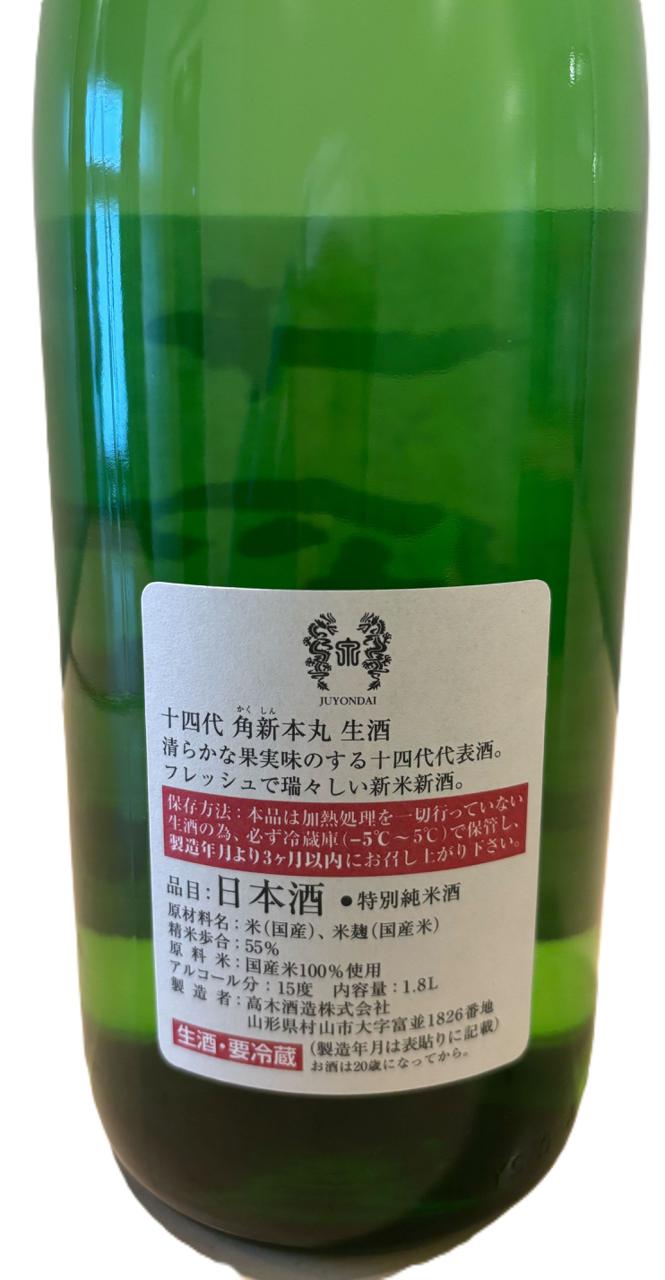 JUYONDAI
かく しん
十四代 角新本丸 生酒
清らかな果実味のする十四代代表酒。
フレッシュで瑞々しい新米新酒。
保存方法:本品は加熱処理を一切行っていない
生酒の為、必ず冷蔵庫(−5℃〜5℃)で保管し、
製造年月より3ヶ月以内にお召し上がり下さい。
品目:日本酒 ●特別純米酒
原材料名:米(国産)、米麹(国産米)
精米歩合:55%
原料米:国産米100%使用
アルコール分:15度 内容量:1.8L
製造者:高木酒造株式会社
山形県村山市大字富並1826番地
生酒・要冷蔵 (製造年月は表貼りに記載)
お酒は20歳になってから。